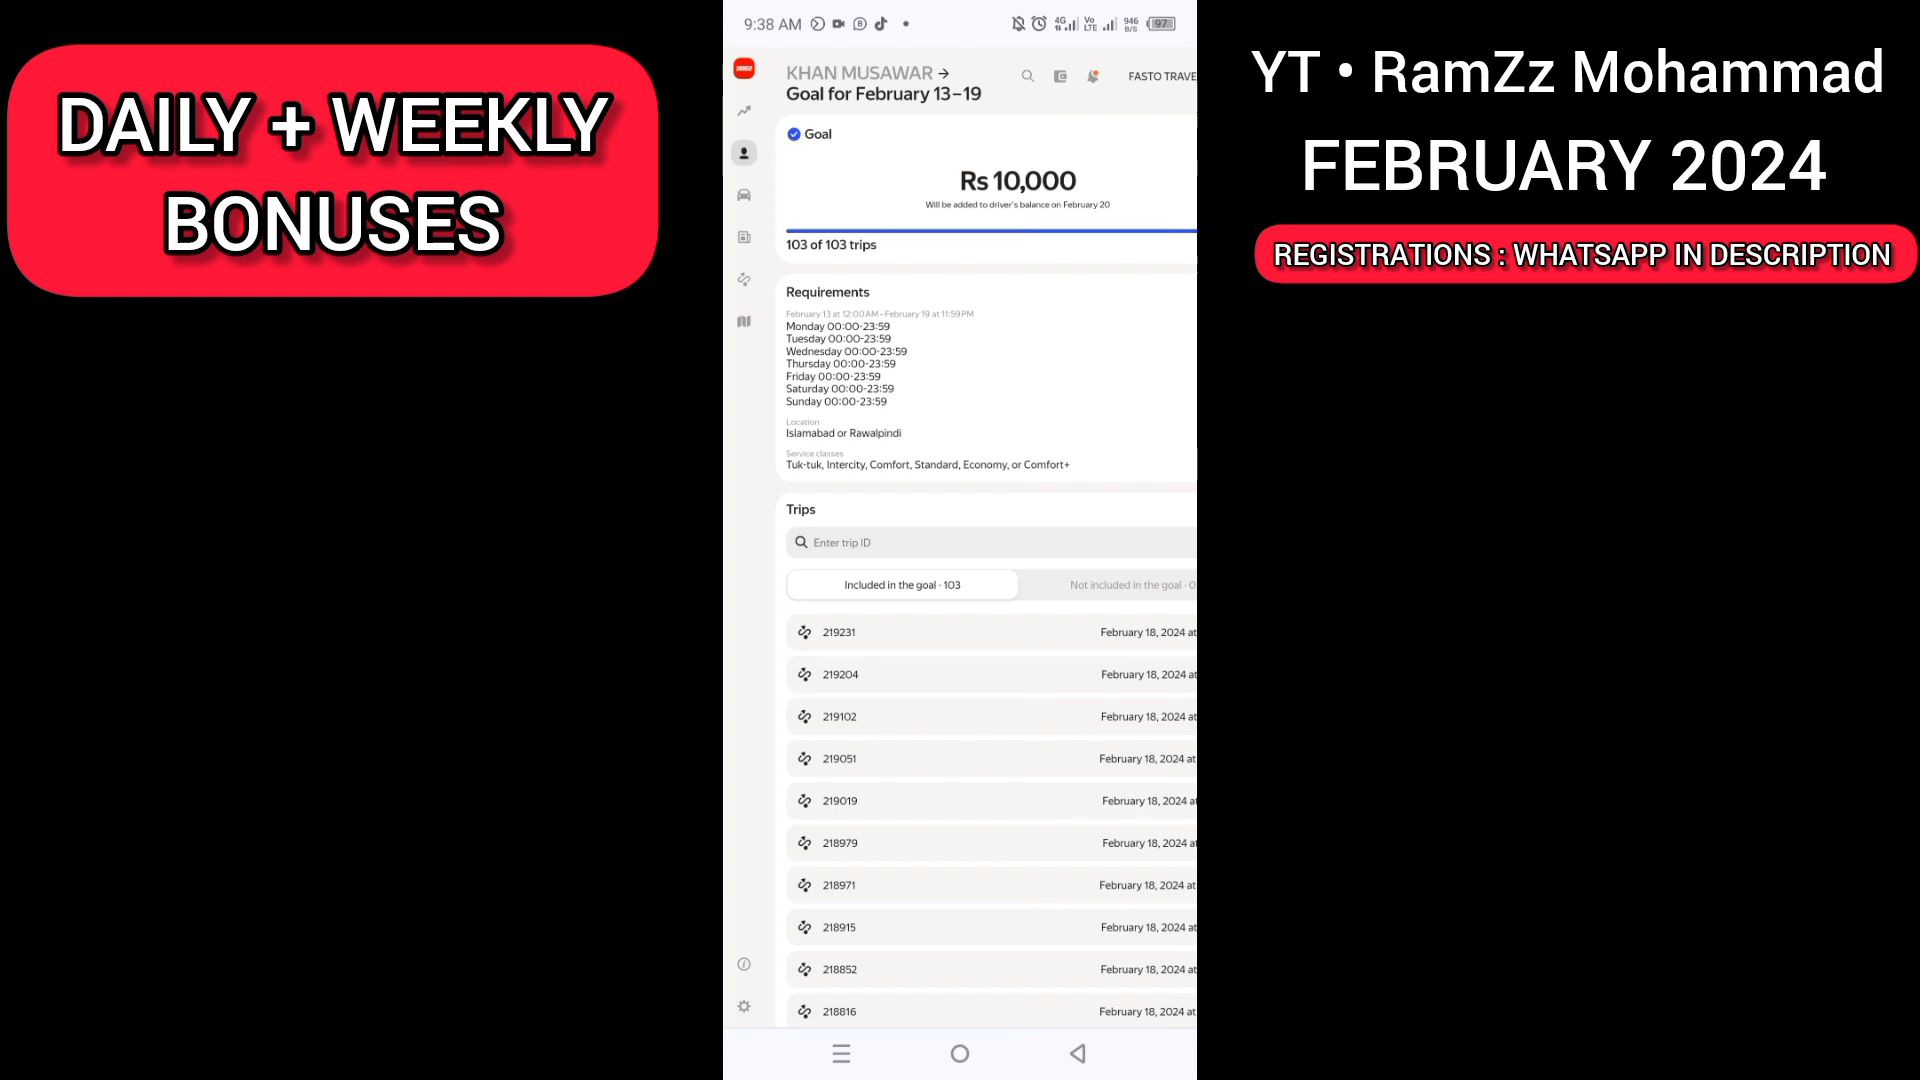 DAILY + WEEKLY
BONUSES
9:38 AM
4G
Vo
LTE
946
B/S
97
YANGO
KHAN MUSAWAR →
Goal for February 13–19
FASTO TRAVE
Goal
Rs 10,000
Will be added to driver's balance on February 20
103 of 103 trips
Requirements
February 13 at 12:00 AM – February 19 at 11:59 PM
Monday 00:00-23:59
Tuesday 00:00-23:59
Wednesday 00:00-23:59
Thursday 00:00-23:59
Friday 00:00-23:59
Saturday 00:00-23:59
Sunday 00:00-23:59
Location
Islamabad or Rawalpindi
Service classes
Tuk-tuk, Intercity, Comfort, Standard, Economy, or Comfort+
Trips
Enter trip ID
Included in the goal · 103
Not included in the goal · 0
219231 February 18, 2024 at
219204 February 18, 2024 at
219102 February 18, 2024 at
219051 February 18, 2024 at
219019 February 18, 2024 at
218979 February 18, 2024 at
218971 February 18, 2024 at
218915 February 18, 2024 at
218852 February 18, 2024 at
218816 February 18, 2024 at
YT • RamZz Mohammad
FEBRUARY 2024
REGISTRATIONS : WHATSAPP IN DESCRIPTION